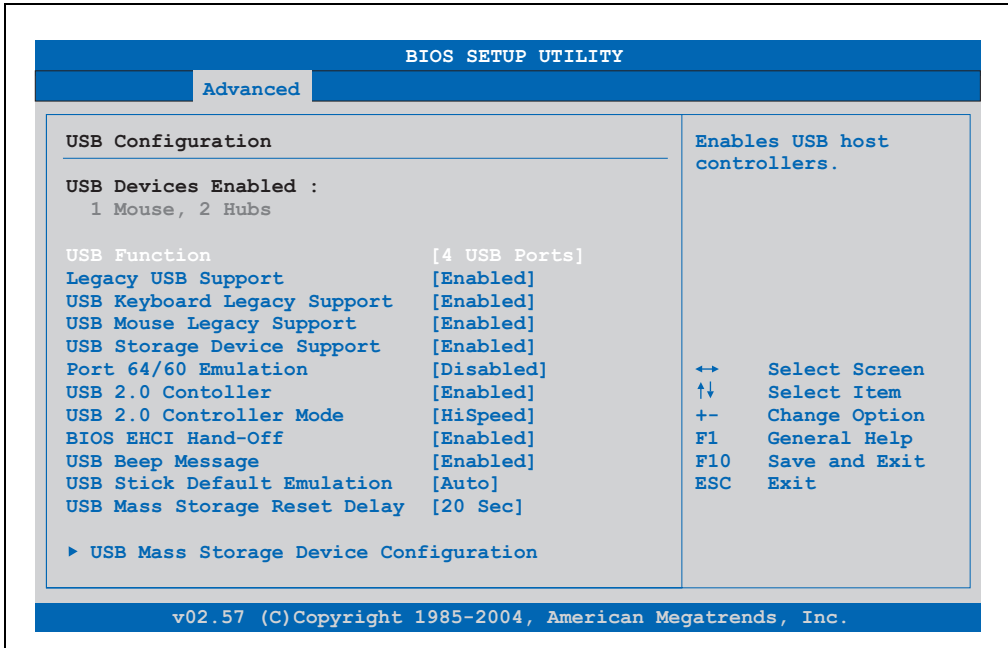 BIOS SETUP UTILITY
Advanced
USB Configuration
USB Devices Enabled :
1 Mouse, 2 Hubs
USB Function [4 USB Ports]
Legacy USB Support [Enabled]
USB Keyboard Legacy Support [Enabled]
USB Mouse Legacy Support [Enabled]
USB Storage Device Support [Enabled]
Port 64/60 Emulation [Disabled]
USB 2.0 Contoller [Enabled]
USB 2.0 Controller Mode [HiSpeed]
BIOS EHCI Hand-Off [Enabled]
USB Beep Message [Enabled]
USB Stick Default Emulation [Auto]
USB Mass Storage Reset Delay [20 Sec]
▶ USB Mass Storage Device Configuration
Enables USB host
controllers.
↔ Select Screen
↑↓ Select Item
+- Change Option
F1 General Help
F10 Save and Exit
ESC Exit
v02.57 (C)Copyright 1985-2004, American Megatrends, Inc.